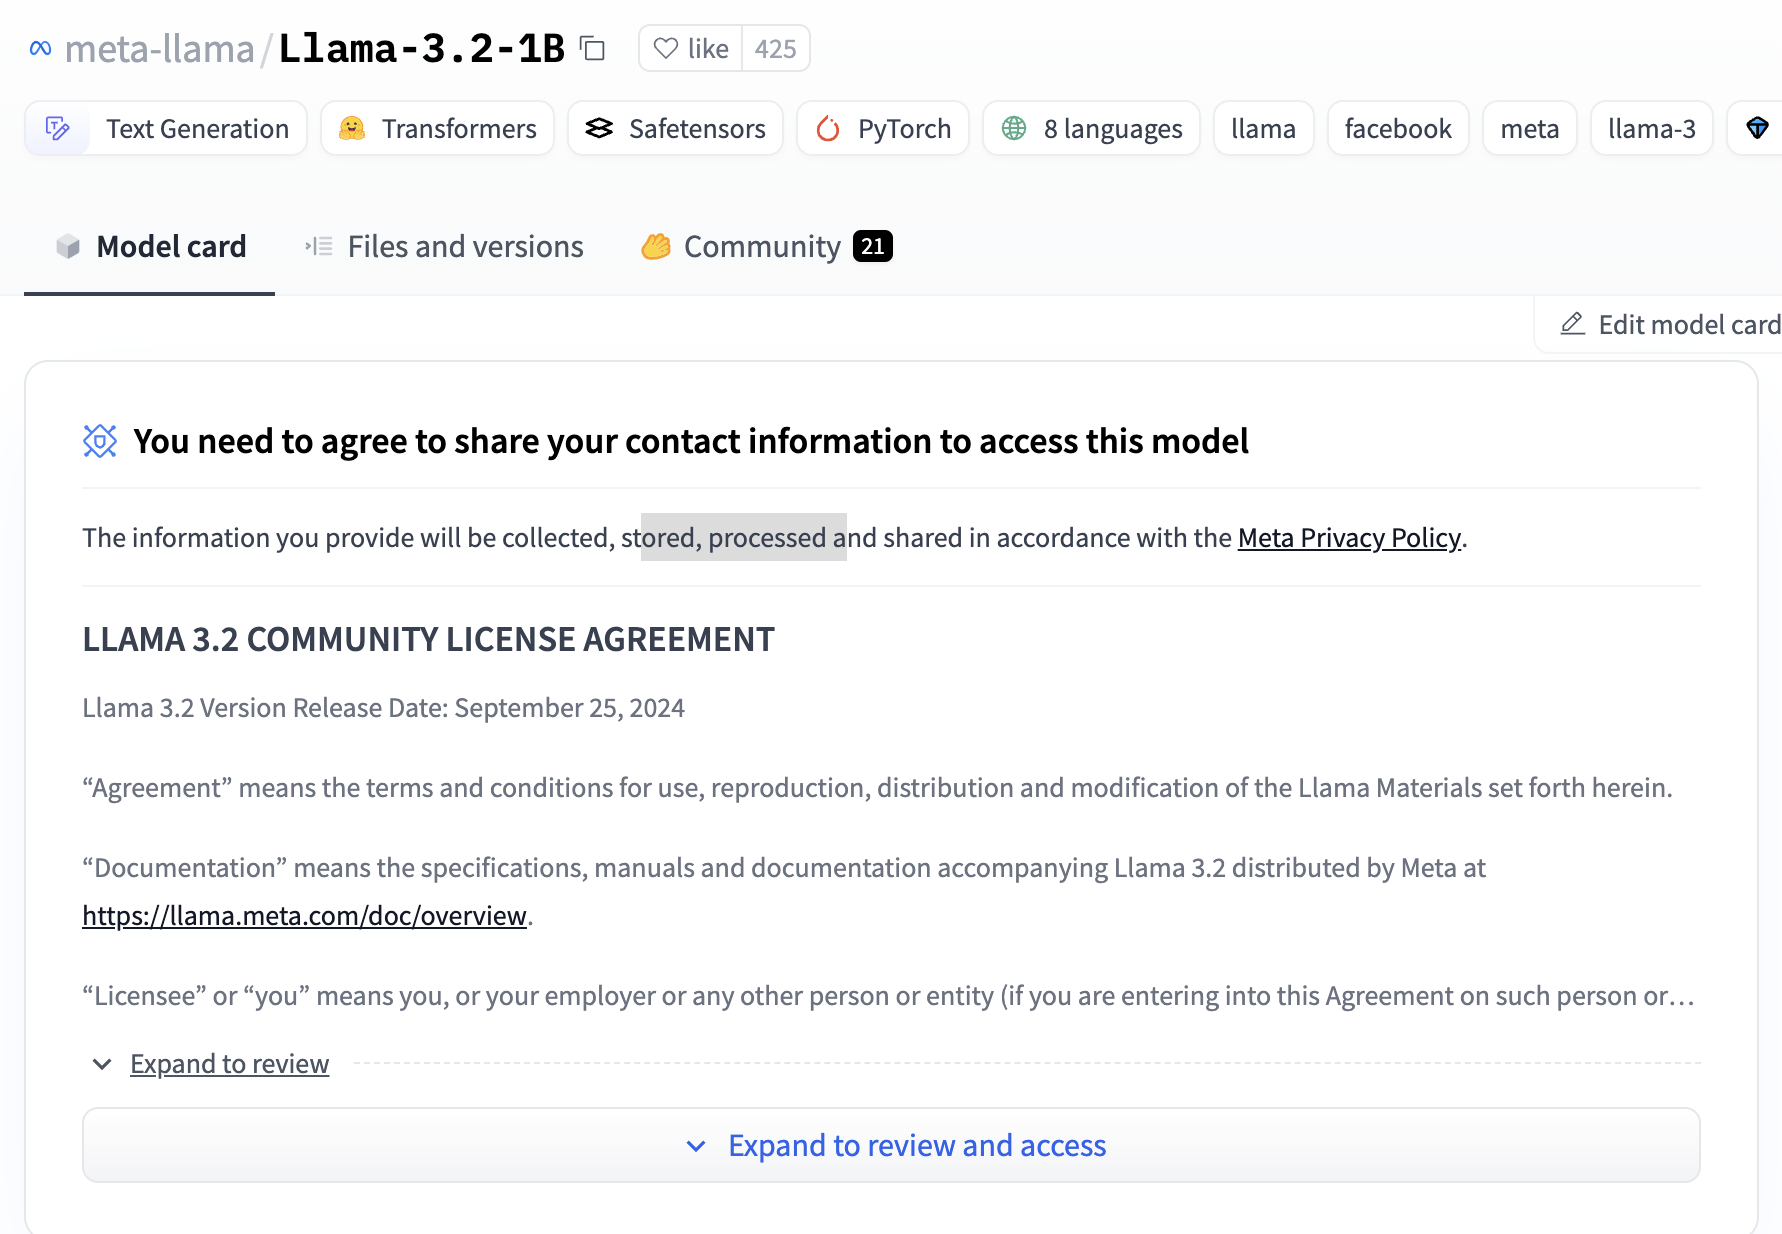 meta-llama/Llama-3.2-1B like 425
Text Generation Transformers Safetensors PyTorch 8 languages llama facebook meta llama-3
Model card Files and versions Community 21
Edit model card
You need to agree to share your contact information to access this model
The information you provide will be collected, stored, processed and shared in accordance with the Meta Privacy Policy.
LLAMA 3.2 COMMUNITY LICENSE AGREEMENT
Llama 3.2 Version Release Date: September 25, 2024
“Agreement” means the terms and conditions for use, reproduction, distribution and modification of the Llama Materials set forth herein.
“Documentation” means the specifications, manuals and documentation accompanying Llama 3.2 distributed by Meta at
https://llama.meta.com/doc/overview.
“Licensee” or “you” means you, or your employer or any other person or entity (if you are entering into this Agreement on such person or…
Expand to review
Expand to review and access